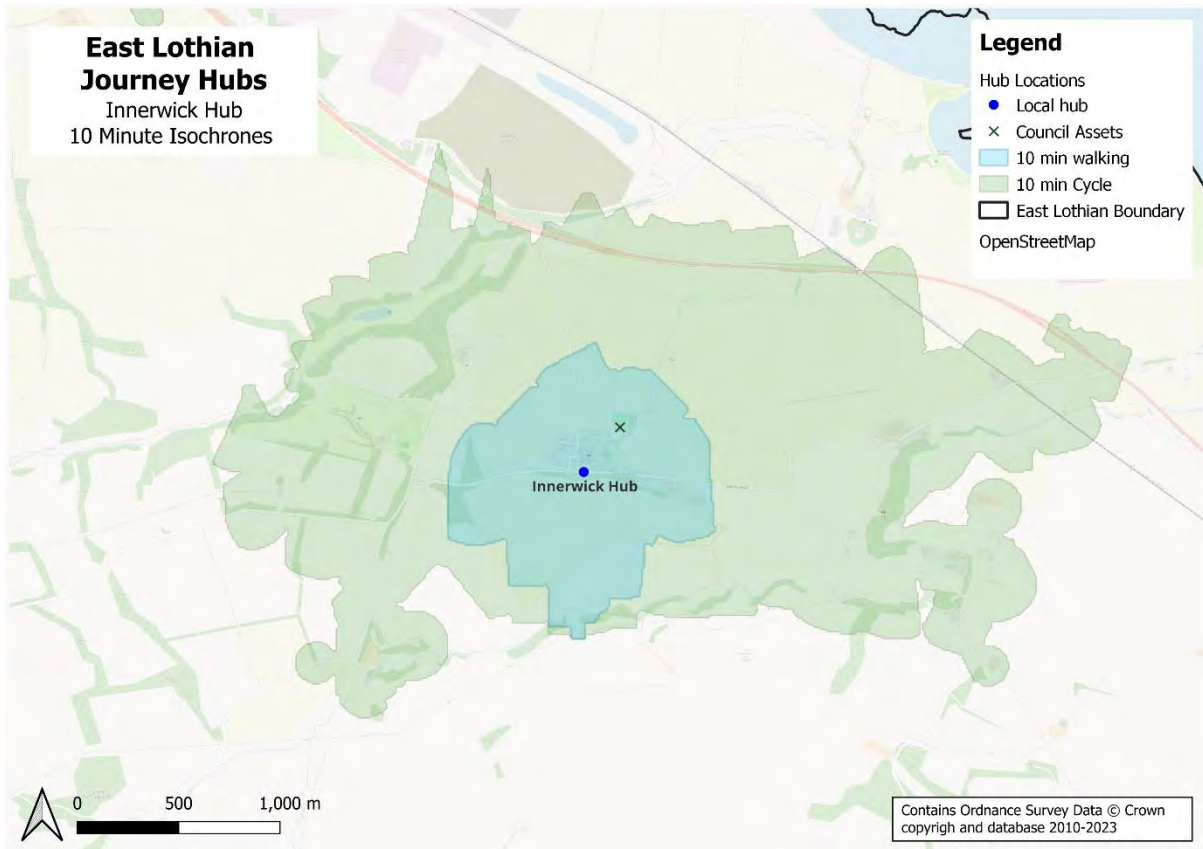 East Lothian
Journey Hubs
Innerwick Hub
10 Minute Isochrones
Legend
Hub Locations
Local hub
Council Assets
10 min walking
10 min Cycle
East Lothian Boundary
OpenStreetMap
Innerwick Hub
0 500 1,000 m
Contains Ordnance Survey Data © Crown
copyrigh and database 2010-2023